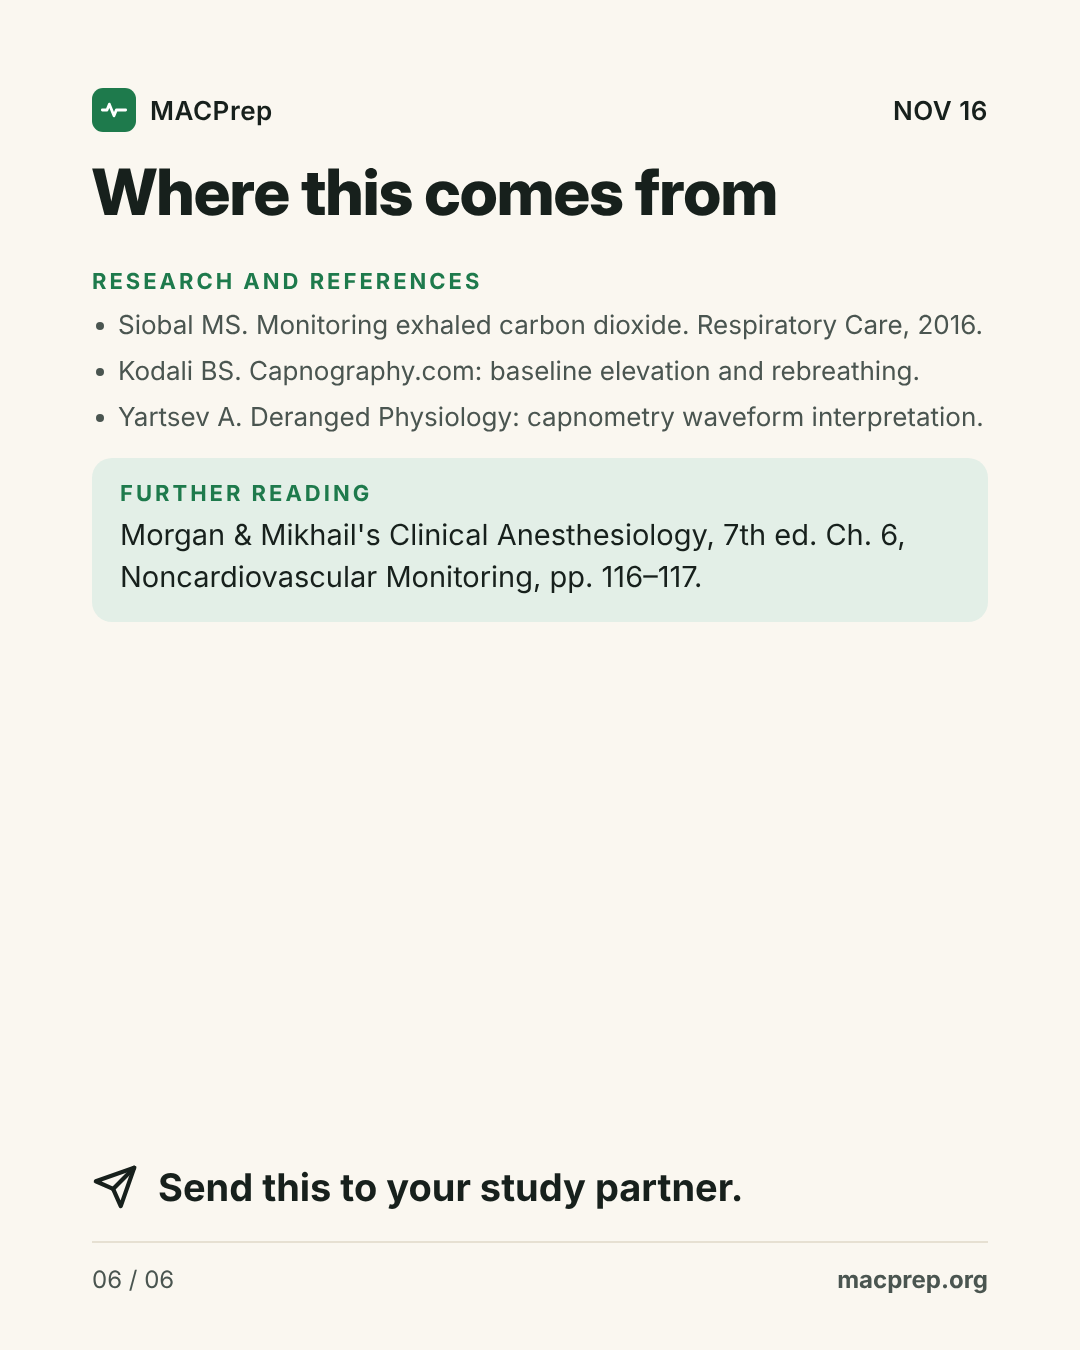 MACPrep
NOV 16
Where this comes from
RESEARCH AND REFERENCES
• Siobal MS. Monitoring exhaled carbon dioxide. Respiratory Care, 2016.
• Kodali BS. Capnography.com: baseline elevation and rebreathing.
• Yartsev A. Deranged Physiology: capnometry waveform interpretation.
FURTHER READING
Morgan & Mikhail's Clinical Anesthesiology, 7th ed. Ch. 6,
Noncardiovascular Monitoring, pp. 116–117.
Send this to your study partner.
06 / 06
macprep.org